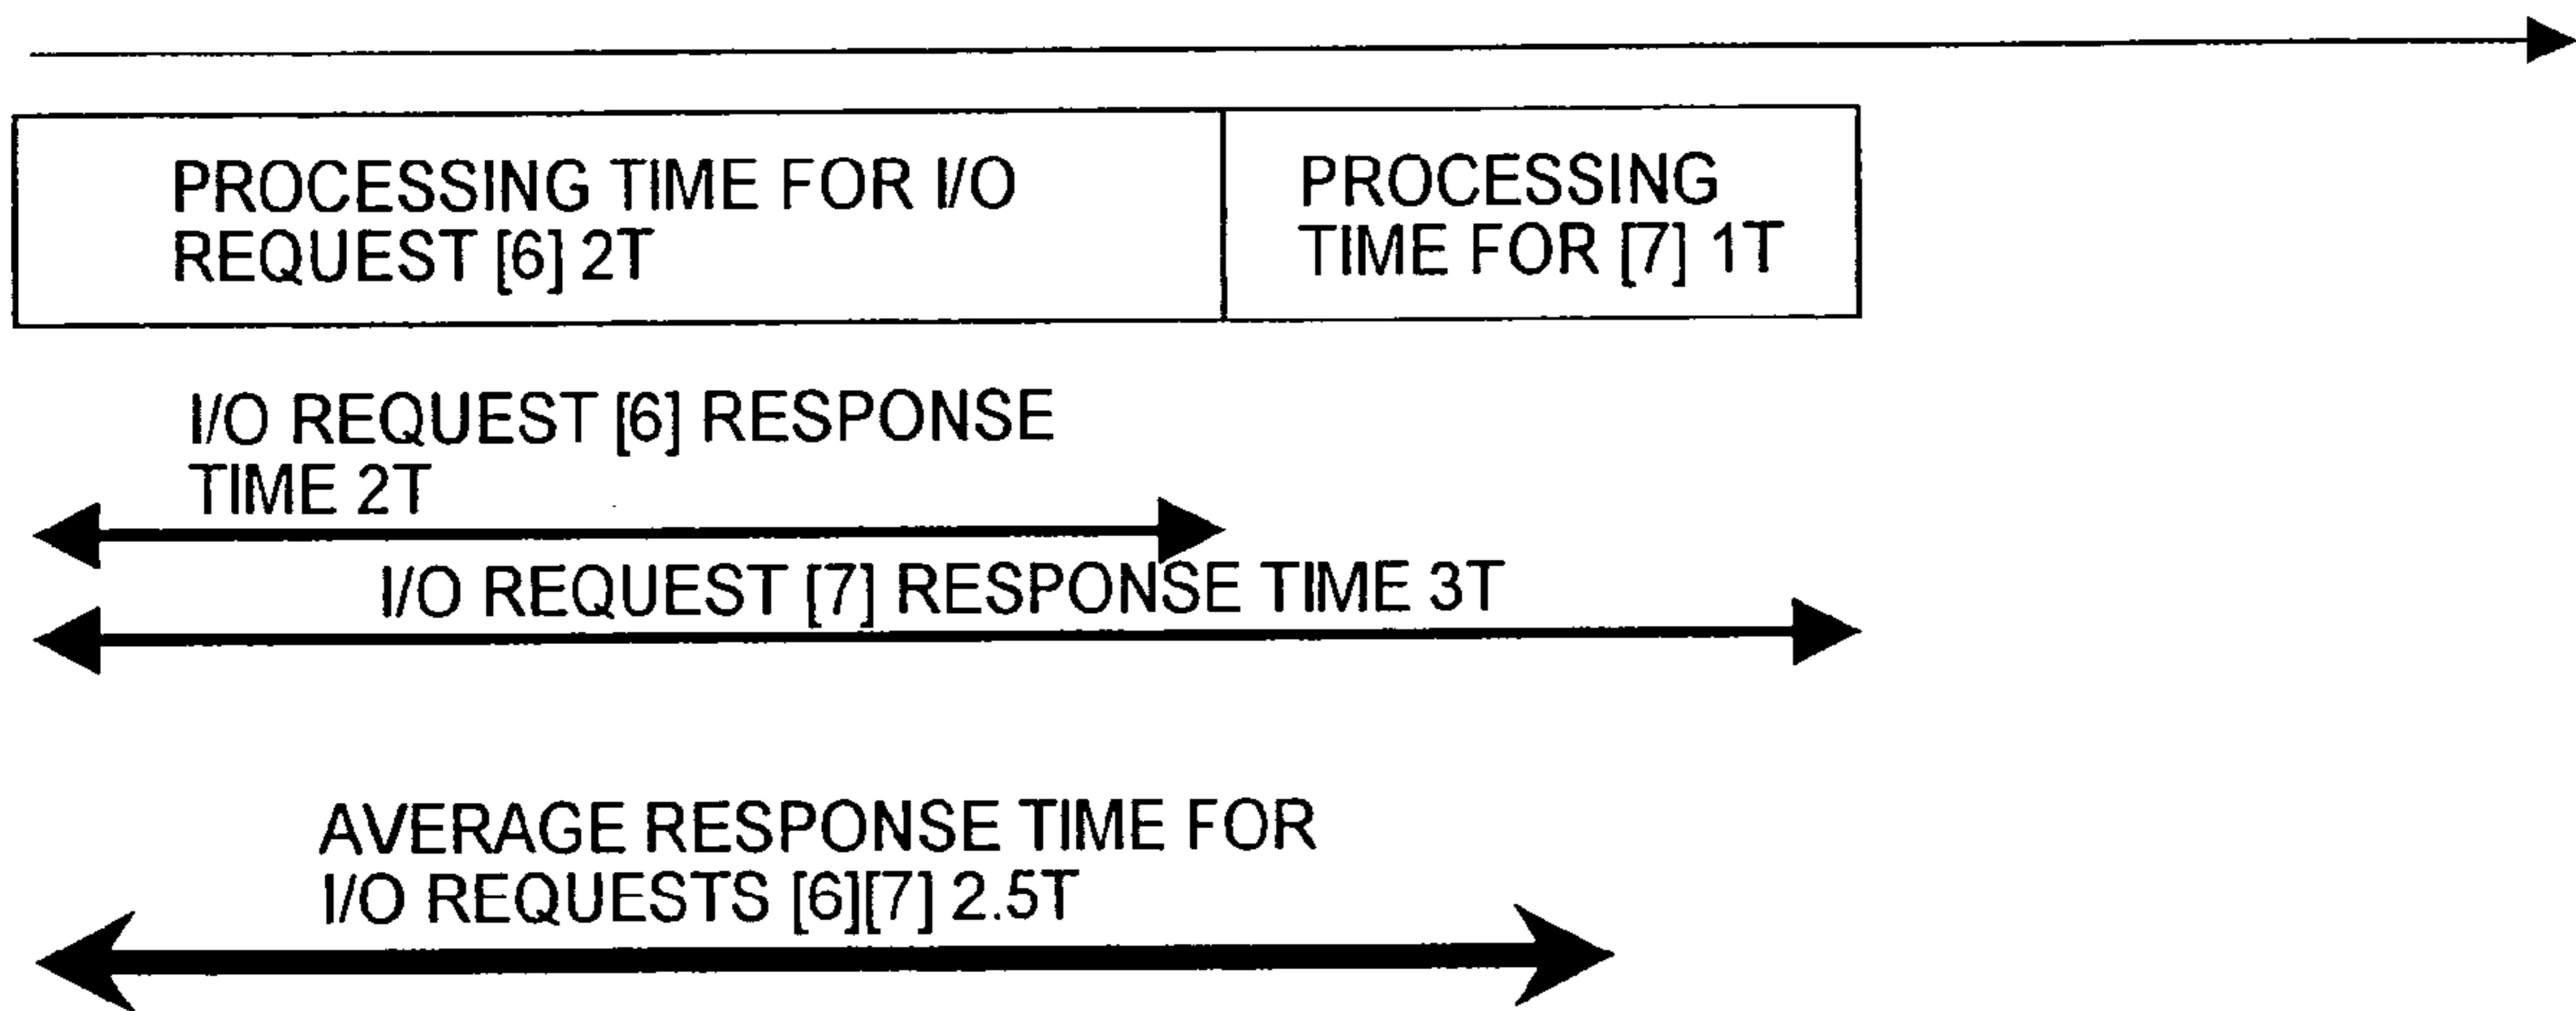 PROCESSING TIME FOR I/O
REQUEST [6] 2T
PROCESSING
TIME FOR [7] 1T
I/O REQUEST [6] RESPONSE
TIME 2T
I/O REQUEST [7] RESPONSE TIME 3T
AVERAGE RESPONSE TIME FOR
I/O REQUESTS [6][7] 2.5T